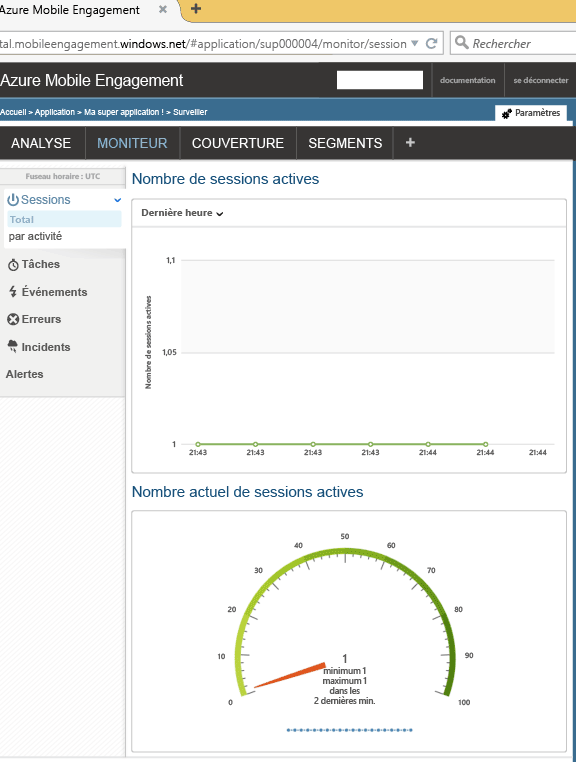 Azure Mobile Engagement
tal.mobileengagement.windows.net/#application/sup000004/monitor/session
Rechercher
Azure Mobile Engagement
documentation
se déconnecter
Accueil > Application > Ma super application ! > Surveiller
Paramètres
ANALYSE
MONITEUR
COUVERTURE
SEGMENTS
+
Fuseau horaire : UTC
Sessions
Total
par activité
Tâches
Événements
Erreurs
Incidents
Alertes
Nombre de sessions actives
Dernière heure
Nombre de sessions actives
1,1
1,05
1
21:43
21:43
21:43
21:43
21:44
21:44
21:44
Nombre actuel de sessions actives
0
10
20
30
40
50
60
70
80
90
100
1
minimum 1
maximum 1
dans les
2 dernières min.